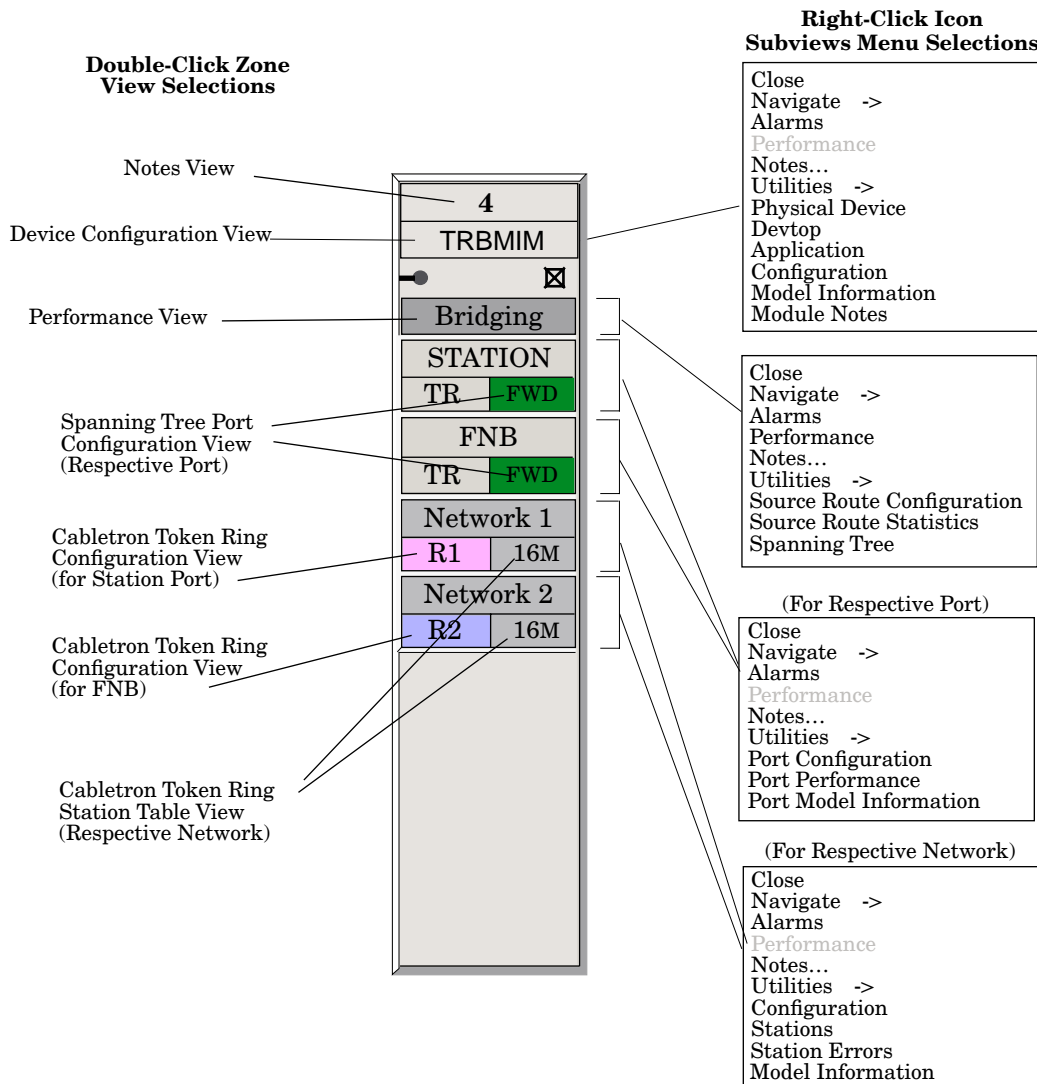 Double-Click Zone
View Selections
Notes View
Device Configuration View
Performance View
Spanning Tree Port
Configuration View
(Respective Port)
Cabletron Token Ring
Configuration View
(for Station Port)
Cabletron Token Ring
Configuration View
(for FNB)
Cabletron Token Ring
Station Table View
(Respective Network)
4
TRBMIM
Bridging
STATION
TR FWD
FNB
TR FWD
Network 1
R1 16M
Network 2
R2 16M
Right-Click Icon
Subviews Menu Selections
Close
Navigate ->
Alarms
Performance
Notes…
Utilities ->
Physical Device
Devtop
Application
Configuration
Model Information
Module Notes
Close
Navigate ->
Alarms
Performance
Notes…
Utilities ->
Source Route Configuration
Source Route Statistics
Spanning Tree
(For Respective Port)
Close
Navigate ->
Alarms
Performance
Notes…
Utilities ->
Port Configuration
Port Performance
Port Model Information
(For Respective Network)
Close
Navigate ->
Alarms
Performance
Notes…
Utilities ->
Configuration
Stations
Station Errors
Model Information